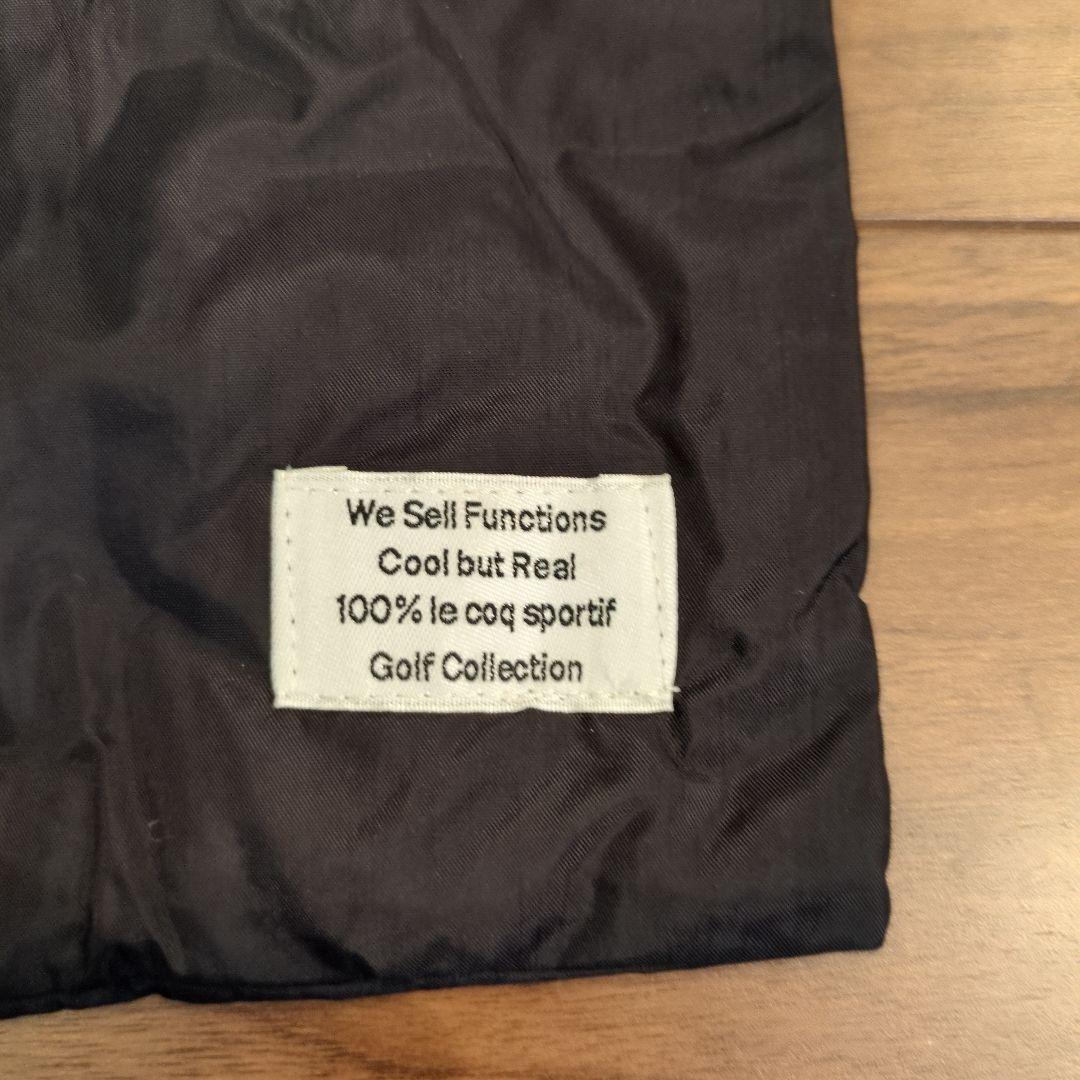 We Sell Functions
Cool but Real
100% le coq sportif
Golf Collection